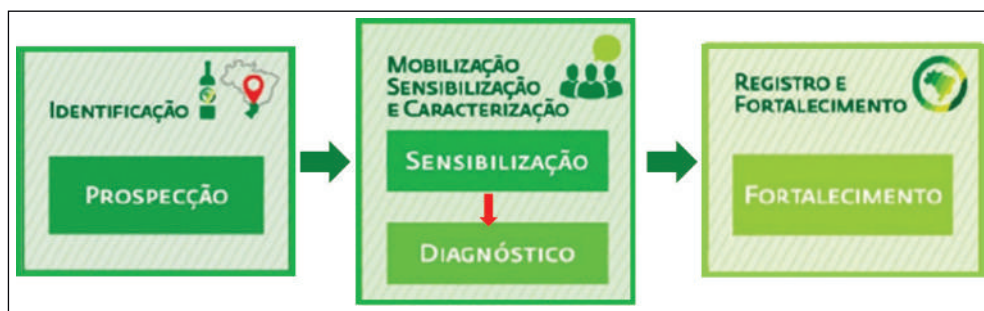 IDENTIFICAÇÃO
PROSPECÇÃO
MOBILIZAÇÃO
SENSIBILIZAÇÃO
E CARACTERIZAÇÃO
SENSIBILIZAÇÃO
DIAGNÓSTICO
REGISTRO E
FORTALECIMENTO
FORTALECIMENTO